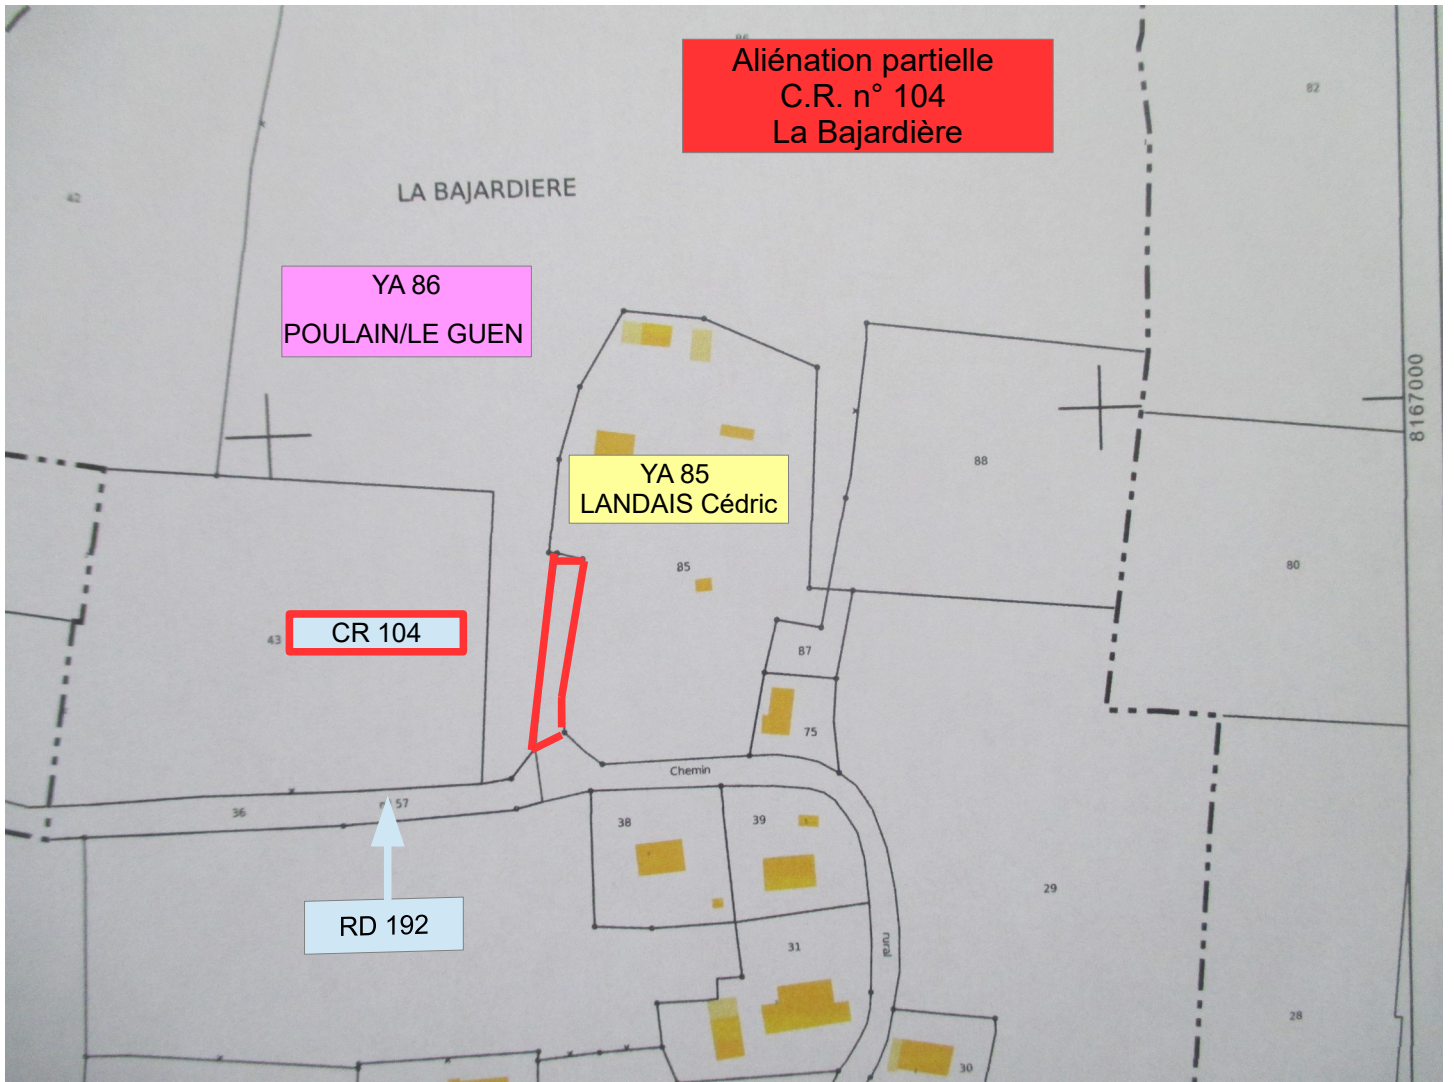 86
Aliénation partielle
C.R. n° 104
La Bajardière
82
42
LA BAJARDIERE
YA 86
POULAIN/LE GUEN
8167000
YA 85
LANDAIS Cédric
88
85
80
43
CR 104
87
75
Chemin
57
36
38
39
29
RD 192
31
rural
28
30